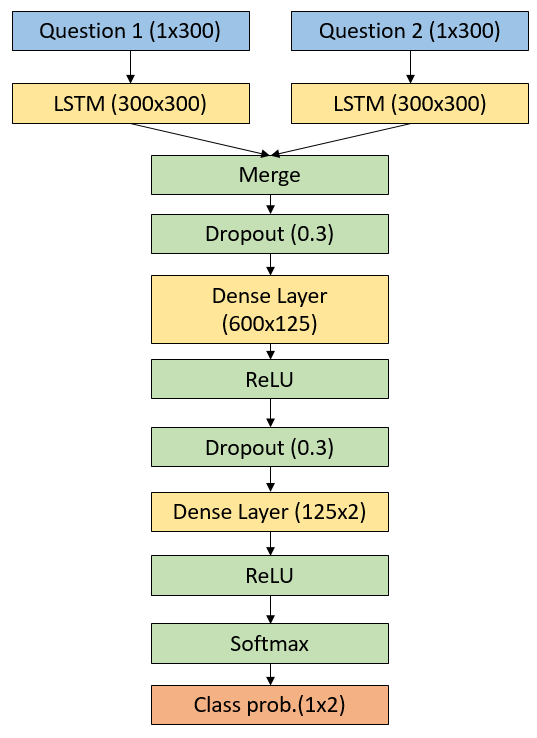 Question 1 (1x300)
Question 2 (1x300)
LSTM (300x300)
LSTM (300x300)
Merge
Dropout (0.3)
Dense Layer
(600x125)
ReLU
Dropout (0.3)
Dense Layer (125x2)
ReLU
Softmax
Class prob.(1x2)